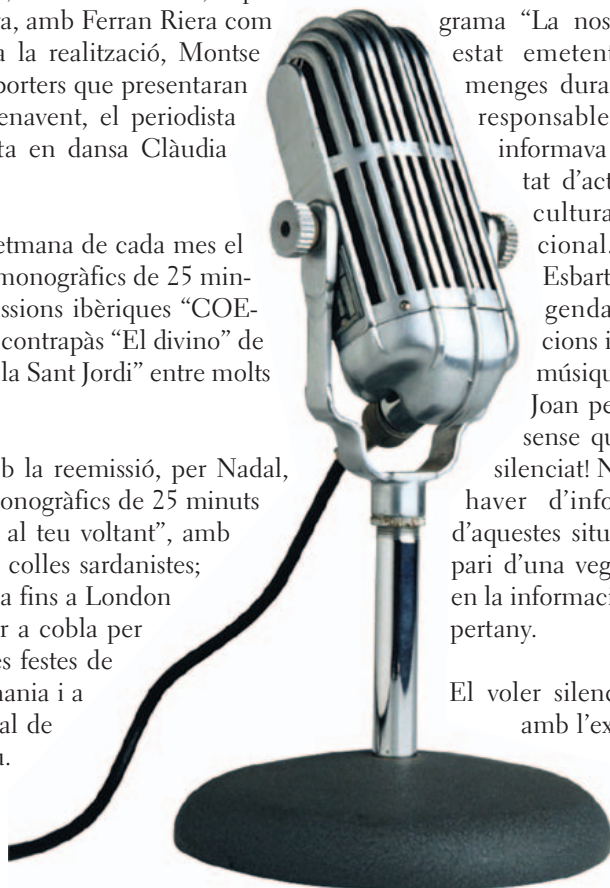 a, amb Ferran Riera com
a la realització, Montse
porters que presentaran
enavent, el periodista
ta en dansa Clàudia
etmana de cada mes el
monogràfics de 25 min-
ssions ibèriques “COE-
contrapàs “El divino” de
la Sant Jordi” entre molts
b la reemissió, per Nadal,
onogràfics de 25 minuts
al teu voltant”, amb
colles sardanistes;
a fins a London
r a cobla per
es festes de
nania i a
al de
u.
grama “La nos
estat emetent
menges dura
responsable
informava
tat d’act
cultura
cional.
Esbart
genda
cions i
músiqu
Joan pe
sense qu
silenciat! N
haver d’info
d’aquestes situ
pari d’una veg
en la informaci
pertany.
El voler silenc
amb l’ex